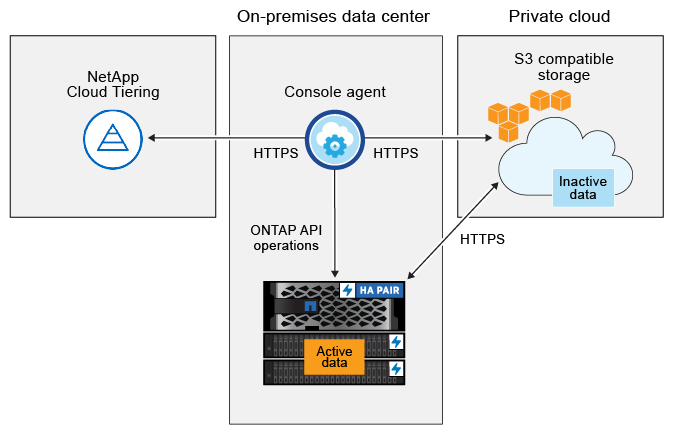 On-premises data center
Private cloud
NetApp
Cloud Tiering
Console agent
S3 compatible
storage
HTTPS
HTTPS
Inactive
data
ONTAP API
operations
HTTPS
HA PAIR
Active
data